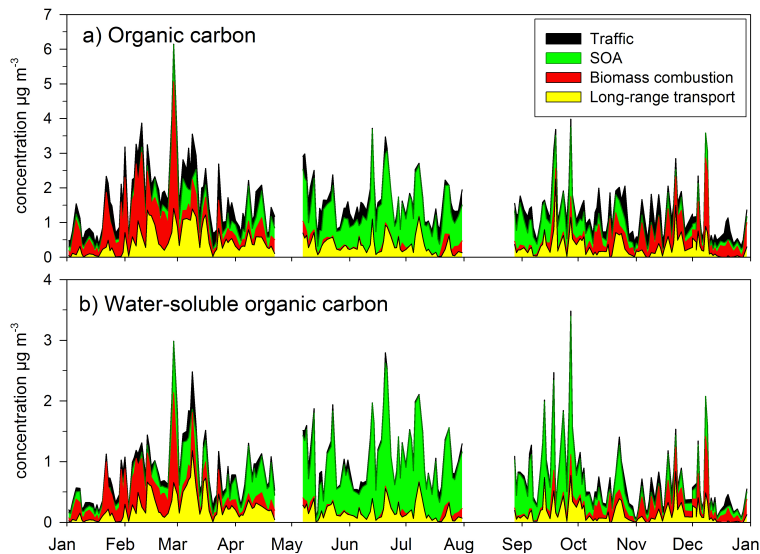 a) Organic carbon
Traffic
SOA
Biomass combustion
Long-range transport
concentration µg m-3
7
6
5
4
3
2
1
0
b) Water-soluble organic carbon
concentration µg m-3
4
3
2
1
0
Jan Feb Mar Apr May Jun Jul Aug Sep Oct Nov Dec Jan